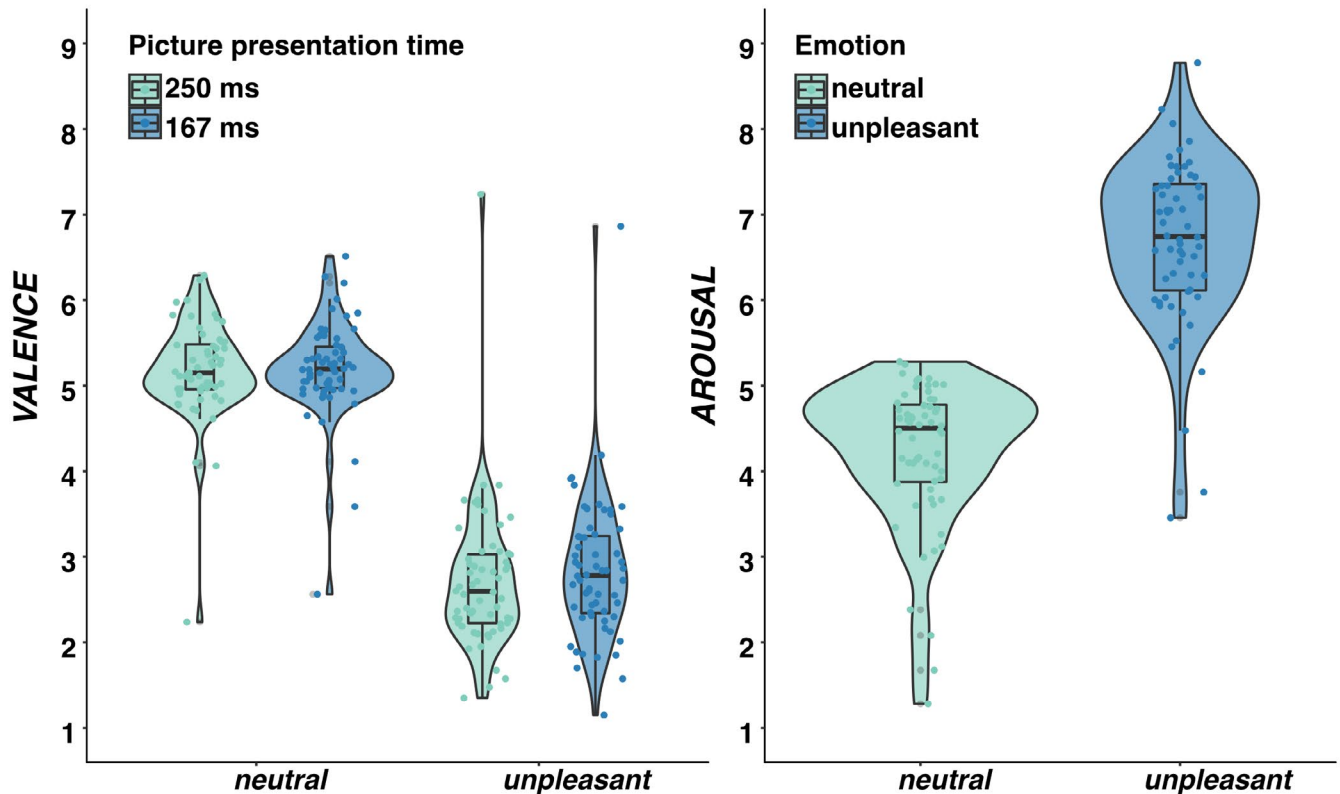 Picture presentation time
250 ms
167 ms
VALENCE
9
8
7
6
5
4
3
2
1
neutral
unpleasant
Emotion
neutral
unpleasant
AROUSAL
9
8
7
6
5
4
3
2
1
neutral
unpleasant